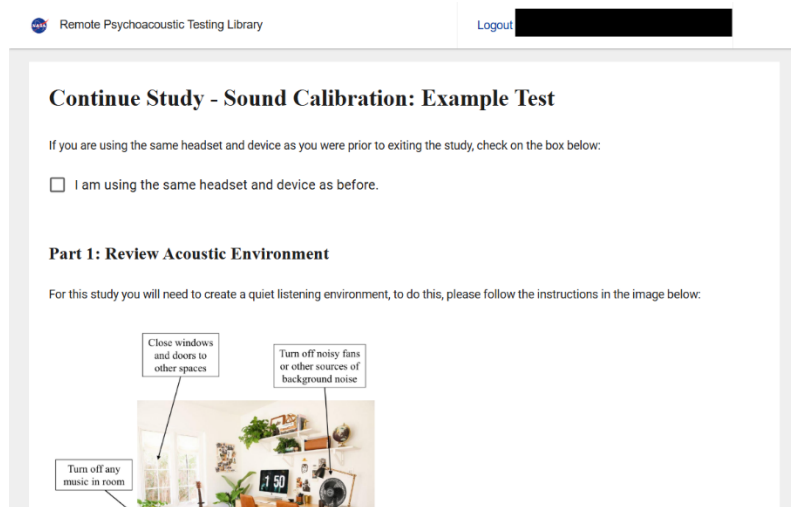 NASA
Remote Psychoacoustic Testing Library
Logout
Continue Study - Sound Calibration: Example Test
If you are using the same headset and device as you were prior to exiting the study, check on the box below:
I am using the same headset and device as before.
Part 1: Review Acoustic Environment
For this study you will need to create a quiet listening environment, to do this, please follow the instructions in the image below:
Close windows
and doors to
other spaces
Turn off noisy fans
or other sources of
background noise
Turn off any
music in room
1 50